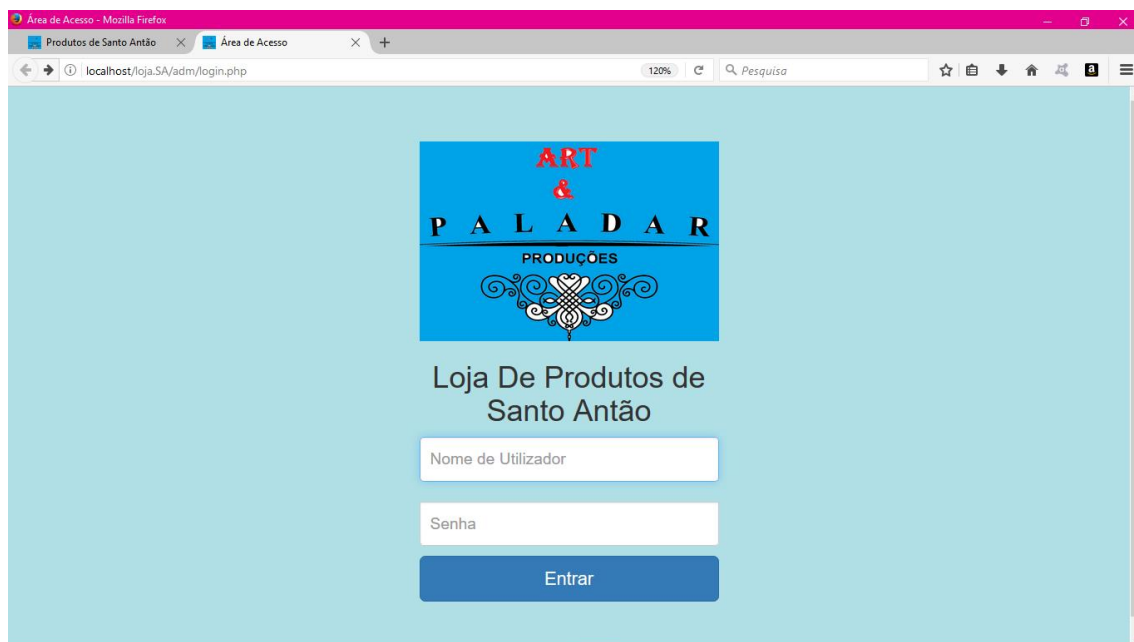 Área de Acesso - Mozilla Firefox
Produtos de Santo Antão
Área de Acesso
localhost/loja.SA/adm/login.php
120%
Pesquisa
ART
&
PALADAR
PRODUÇÕES
Loja De Produtos de
Santo Antão
Nome de Utilizador
Senha
Entrar